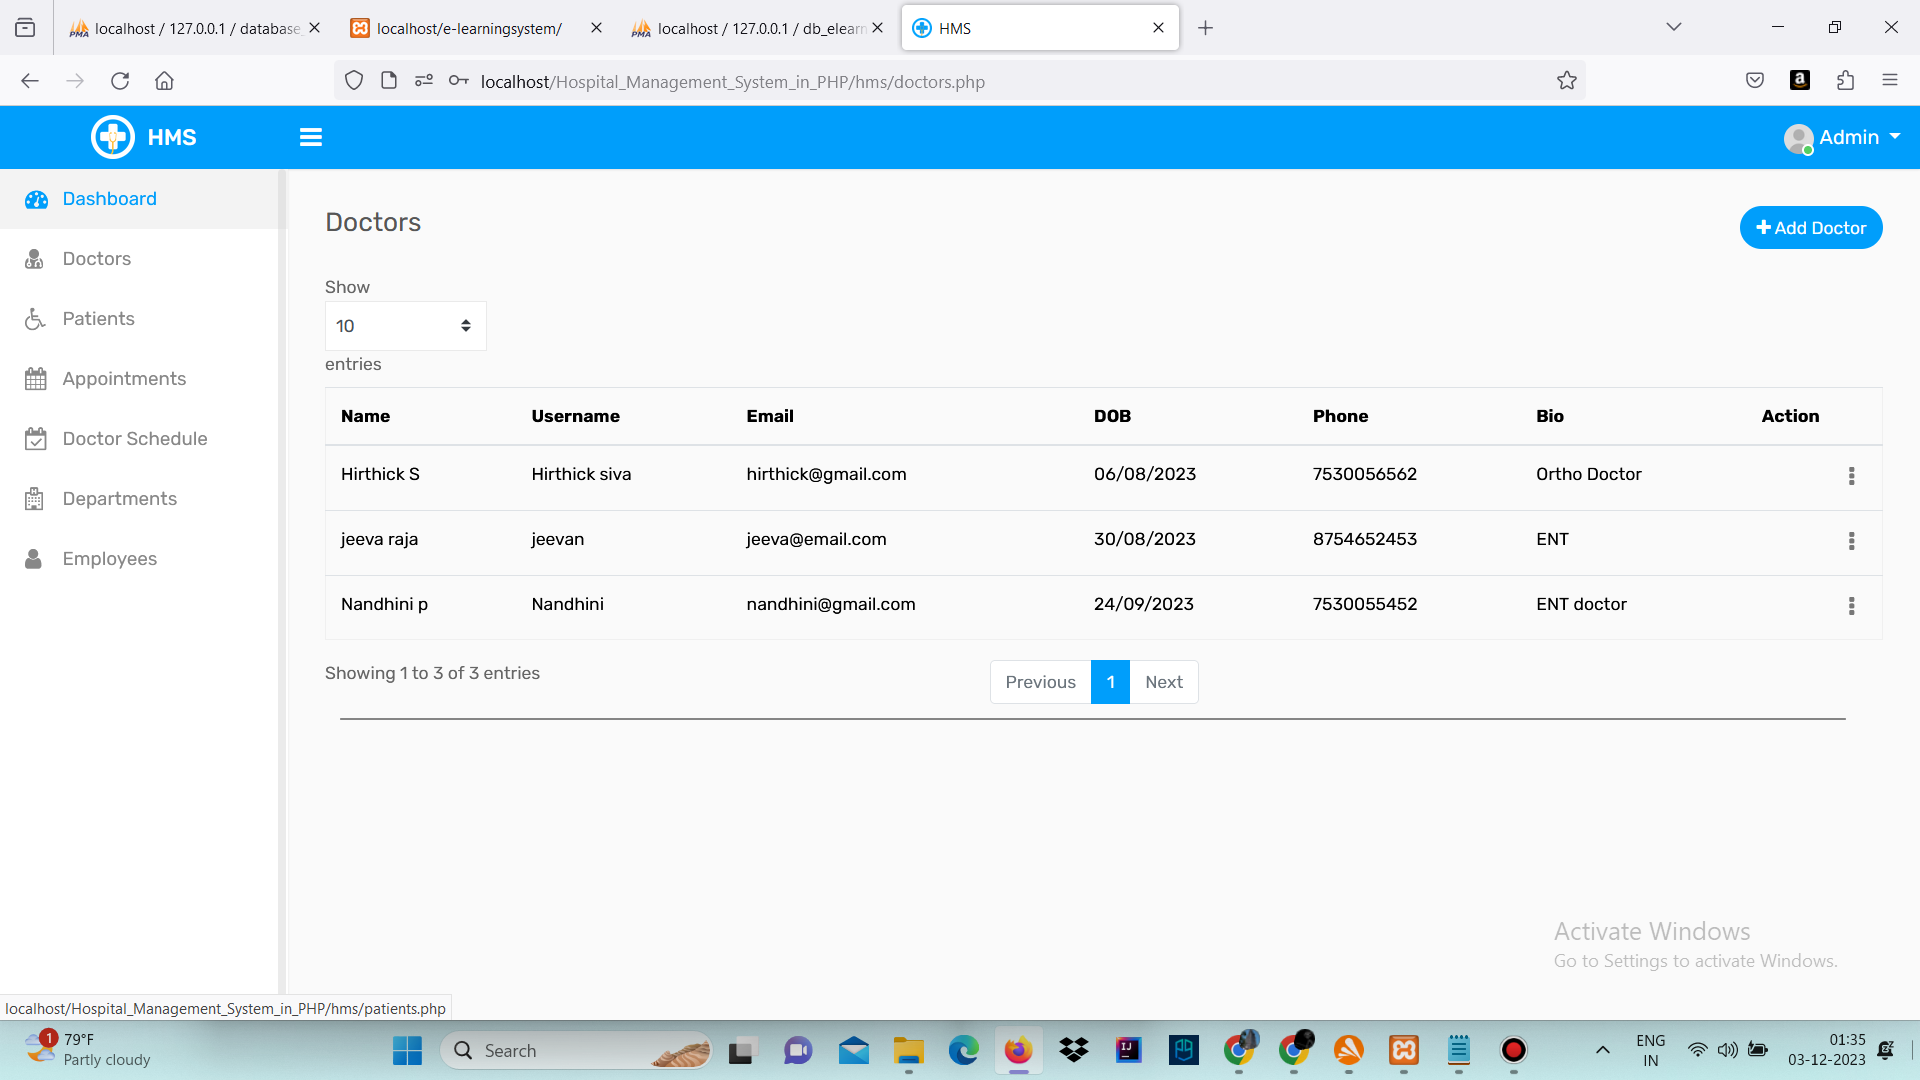 localhost / 127.0.0.1 / database
localhost/e-learningsystem/
localhost / 127.0.0.1 / db_elearn
HMS
localhost/Hospital_Management_System_in_PHP/hms/doctors.php
HMS
Admin
Dashboard
Doctors
Patients
Appointments
Doctor Schedule
Departments
Employees
Doctors
Add Doctor
Show
10
entries
Name Username Email DOB Phone Bio Action
Hirthick S Hirthick siva hirthick@gmail.com 06/08/2023 7530056562 Ortho Doctor
jeeva raja jeevan jeeva@email.com 30/08/2023 8754652453 ENT
Nandhini p Nandhini nandhini@gmail.com 24/09/2023 7530055452 ENT doctor
Showing 1 to 3 of 3 entries
Previous 1 Next
Activate Windows
Go to Settings to activate Windows.
localhost/Hospital_Management_System_in_PHP/hms/patients.php
1
79°F
Partly cloudy
Search
ENG
IN
01:35
03-12-2023